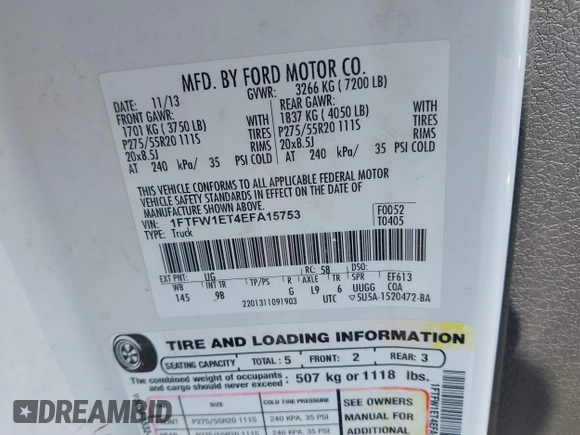 MFD. BY FORD MOTOR CO.
DATE: 11/13 GVWR: 3266 KG ( 7200 LB)
FRONT GAWR: REAR GAWR:
1701 KG ( 3750 LB) WITH 1837 KG ( 4050 LB) WITH
P275/55R20 111S TIRES P275/55R20 111S TIRES
20x8.5J RIMS 20x8.5J RIMS
AT 240 kPa/ 35 PSI COLD AT 240 kPa/ 35 PSI COLD
THIS VEHICLE CONFORMS TO ALL APPLICABLE FEDERAL MOTOR
VEHICLE SAFETY AND THEFT PREVENTION STANDARDS IN EFFECT ON THE DATE OF
MANUFACTURE SHOWN ABOVE.
VIN: 1FTFW1ET4EFA15753 F0052
TYPE: Truck T0405
EXT PNT: UG RC: 58 DSO:
WB INT TR TP/PS R AXLE TR SPR EF613
145 9B G L9 6 UUGG COA
2201311091903 UTC ▽5U5A-1520472-BA
TIRE AND LOADING INFORMATION
SEATING CAPACITY TOTAL : 5 FRONT: 2 REAR: 3
The combined weight of occupants and cargo should never exceed : 507 kg or 1118 lbs.
SIZE COLD TIRE PRESSURE SEE OWNERS
P275/55R20 111S 240 KPA, 35 PSI MANUAL FOR
ADDITIONAL
DREAMBID